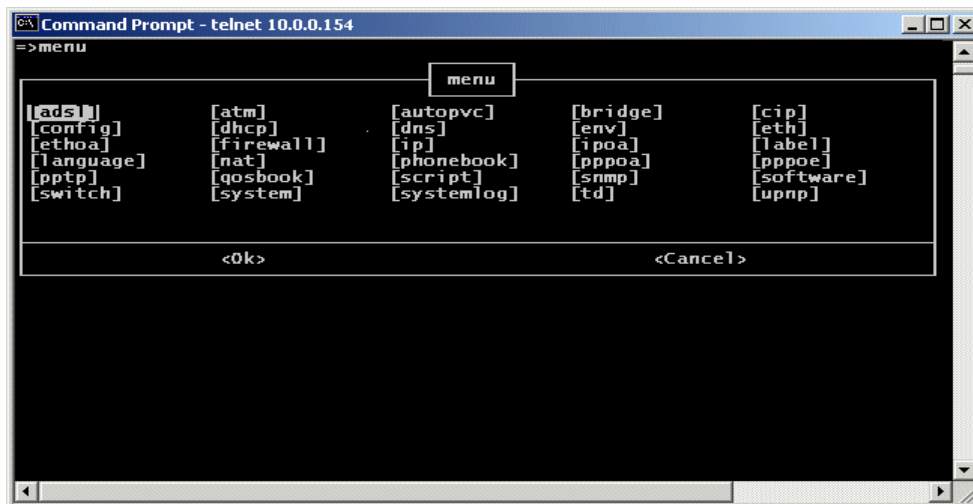 Command Prompt - telnet 10.0.0.154
=>menu
menu
[adsl] [atm] [autopvc] [bridge] [cip]
[config] [dhcp] [dns] [env] [eth]
[ethoa] [firewall] [ip] [ipoa] [label]
[language] [nat] [phonebook] [pppoa] [pppoe]
[pptp] [qosbook] [script] [snmp] [software]
[switch] [system] [systemlog] [td] [upnp]
<Ok> <Cancel>